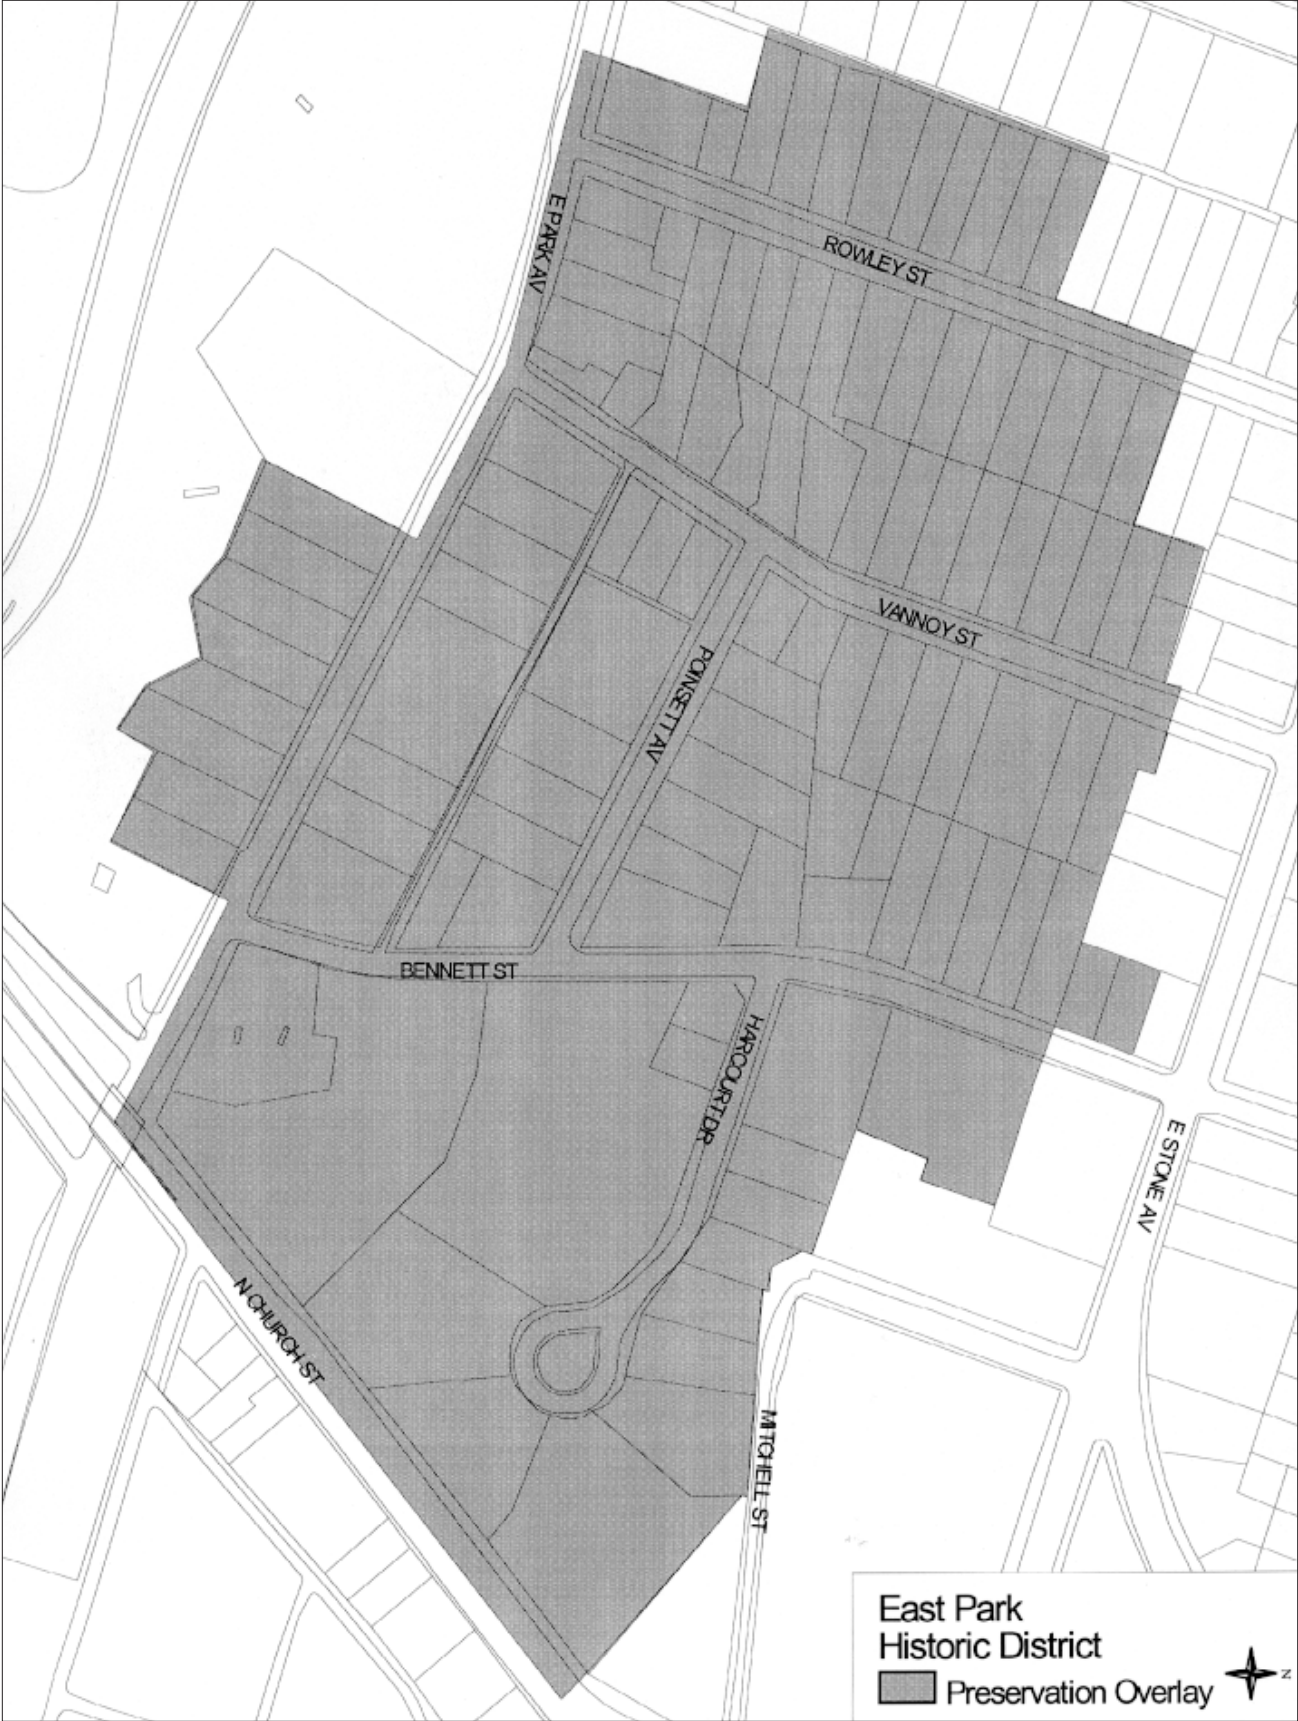 E PARK AV
ROWLEY ST
VANNOY ST
POINSETT AV
BENNETT ST
HARCOURT DR
E STONE AV
N CHURCH ST
MITCHELL ST
East Park
Historic District
Preservation Overlay
N